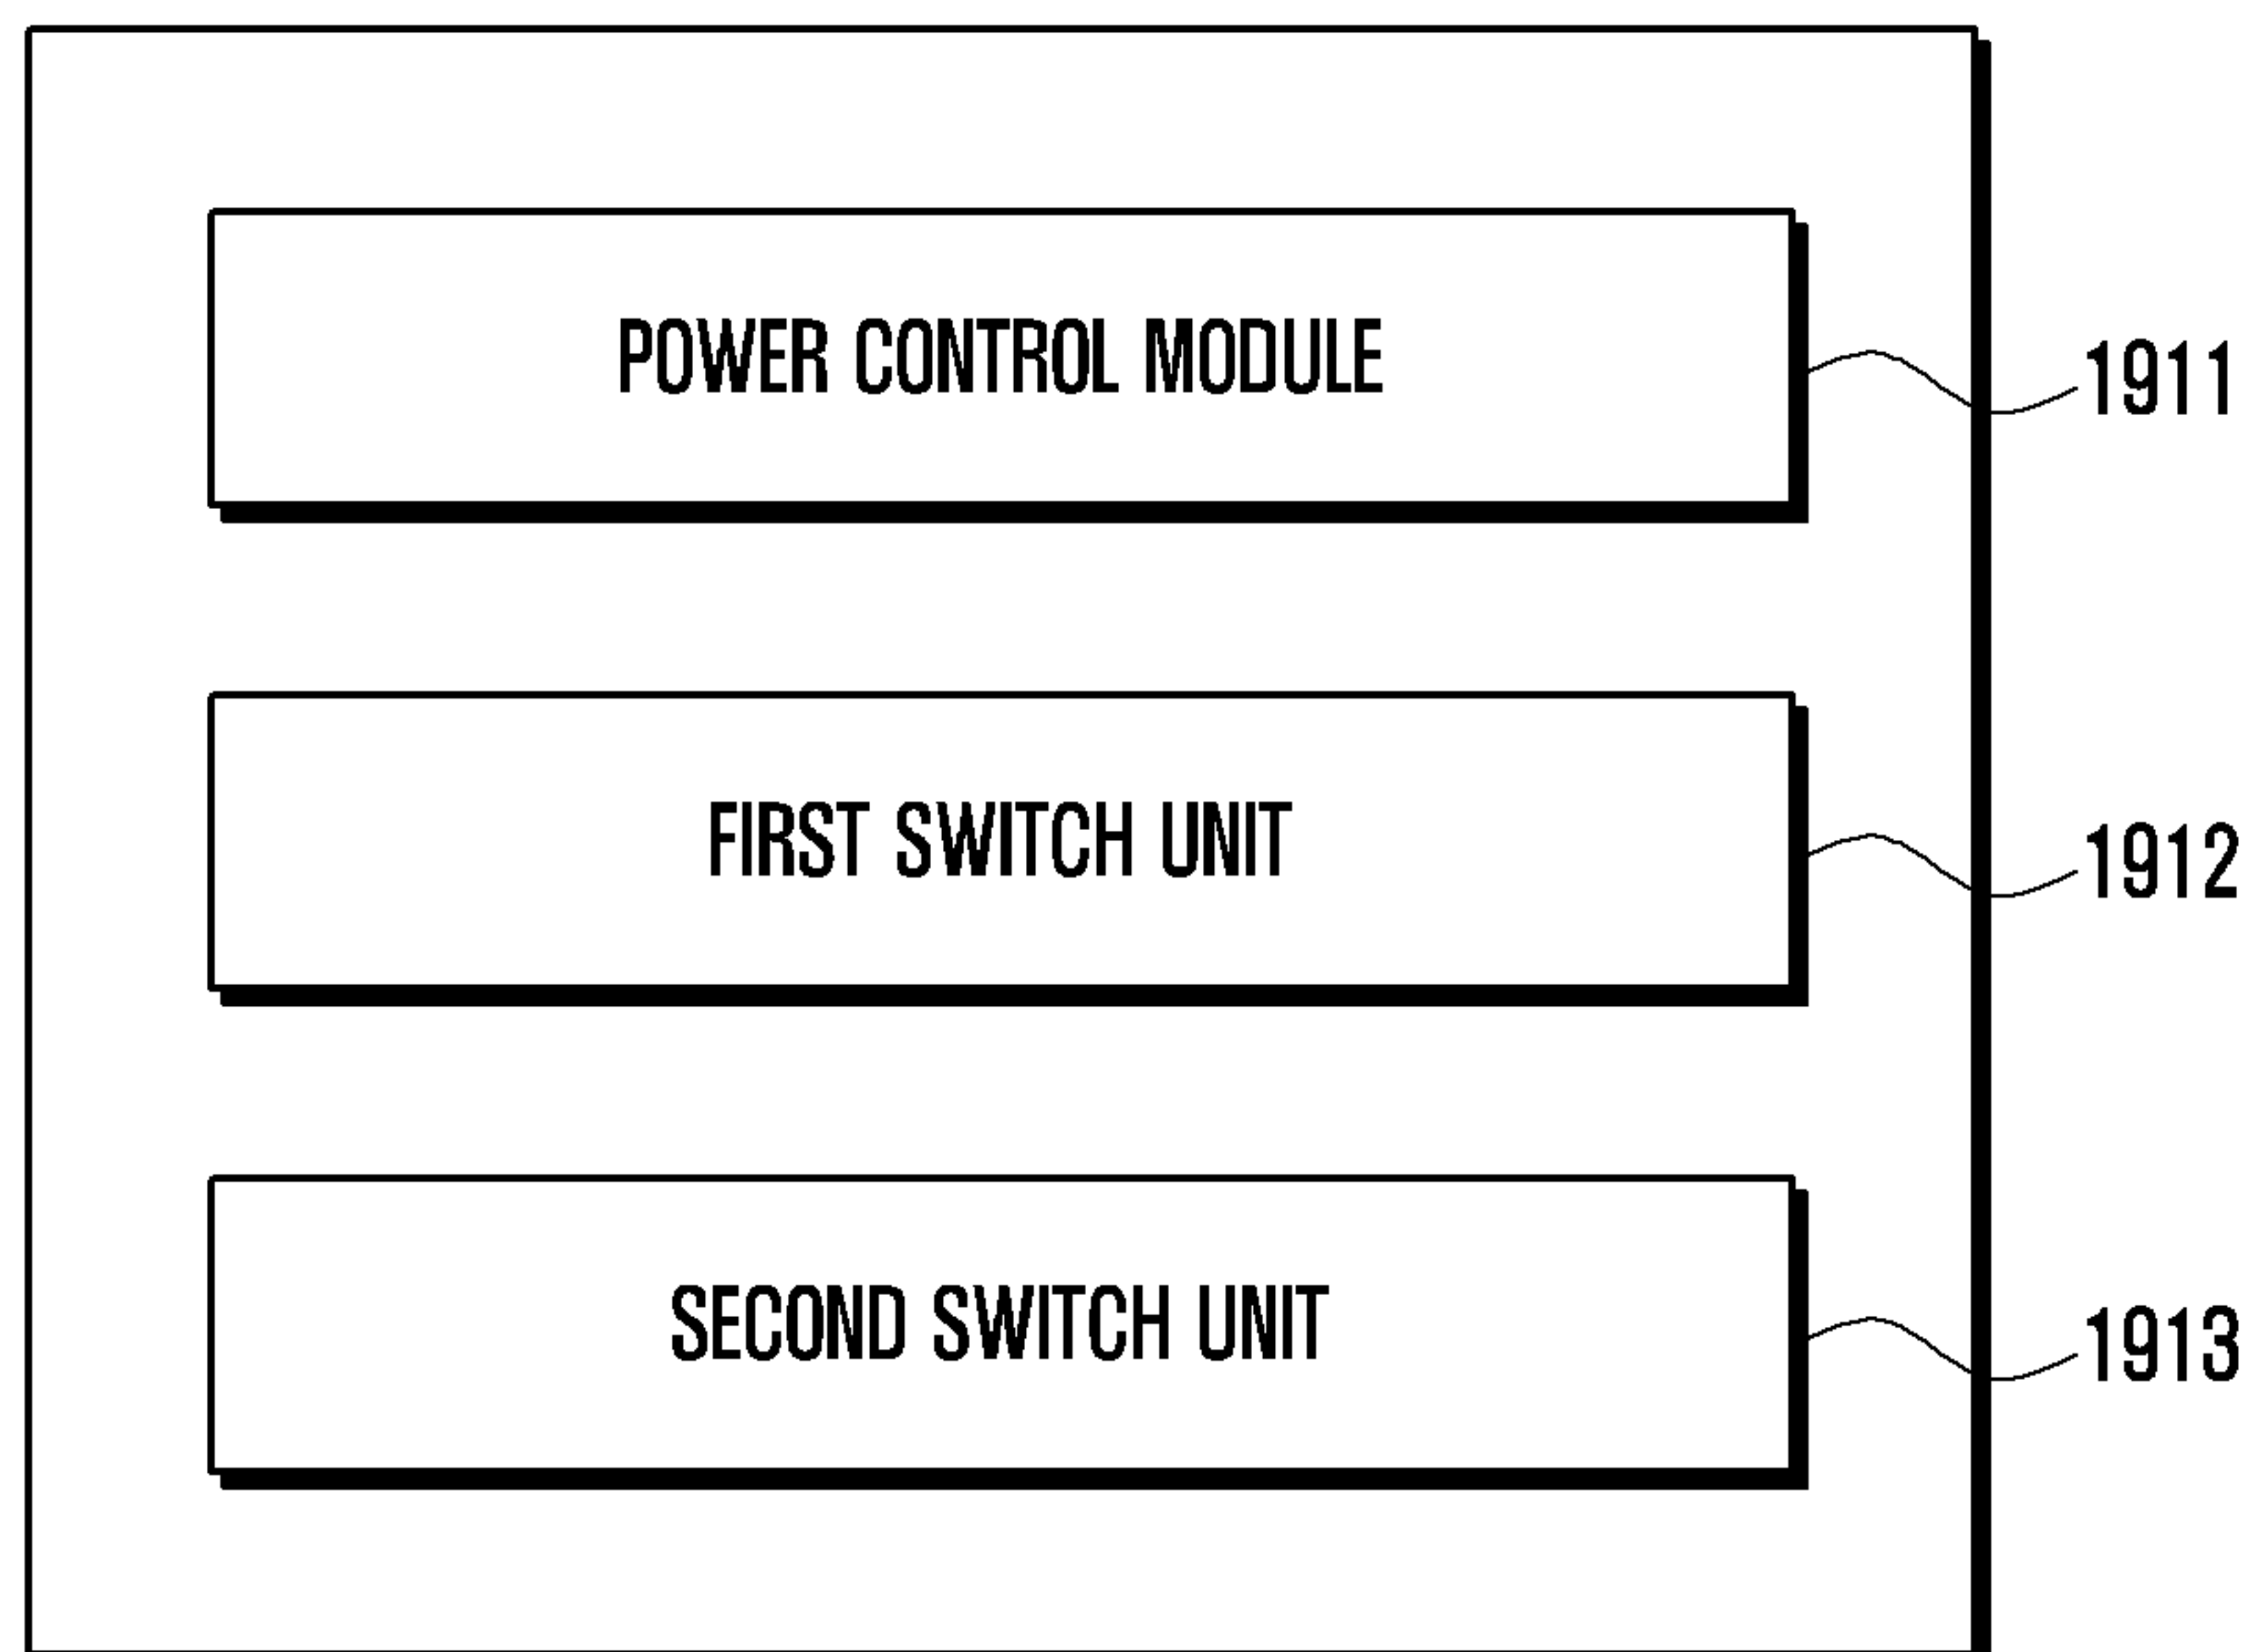 POWER CONTROL MODULE
1911
FIRST SWITCH UNIT
1912
SECOND SWITCH UNIT
1913